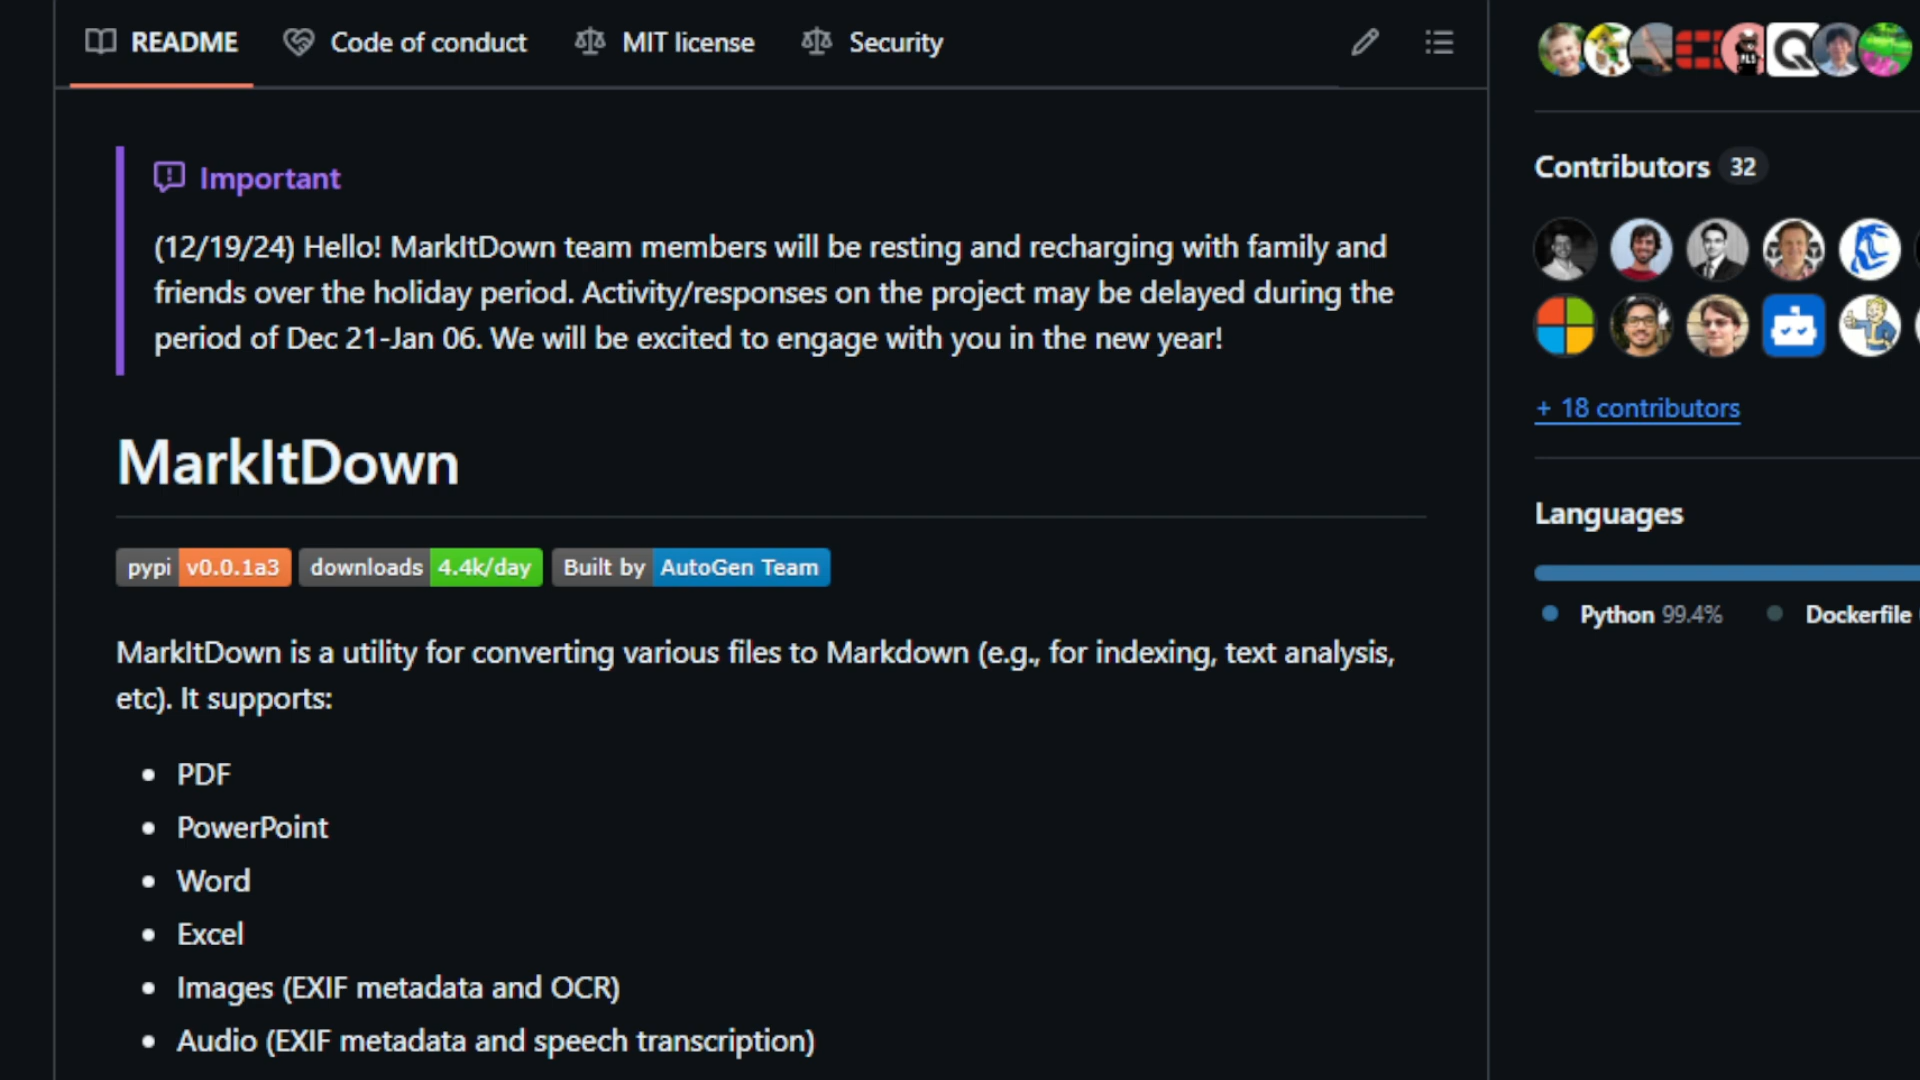 README Code of conduct MIT license Security
Important
(12/19/24) Hello! MarkItDown team members will be resting and recharging with family and
friends over the holiday period. Activity/responses on the project may be delayed during the
period of Dec 21-Jan 06. We will be excited to engage with you in the new year!
MarkItDown
pypi v0.0.1a3 downloads 4.4k/day Built by AutoGen Team
MarkItDown is a utility for converting various files to Markdown (e.g., for indexing, text analysis,
etc). It supports:
• PDF
• PowerPoint
• Word
• Excel
• Images (EXIF metadata and OCR)
• Audio (EXIF metadata and speech transcription)
Contributors 32
+ 18 contributors
Languages
Python 99.4% Dockerfile